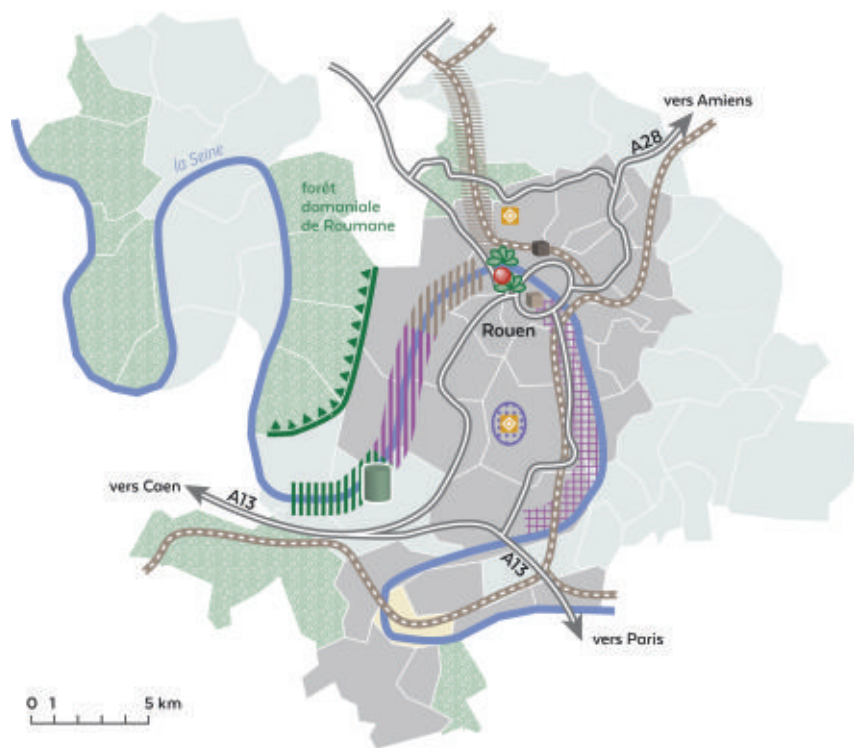 vers Amiens
A28
la Seine
forêt
domaniale
de Roumane
Rouen
vers Caen
A13
A13
vers Paris
0 1 5 km